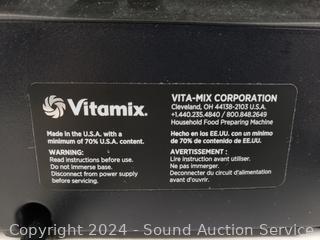 Vitamix.
VITA-MIX CORPORATION
Cleveland, OH 44138-2103 U.S.A.
+1.440.235.4840 / 800.848.2649
Household Food Preparing Machine
Made in the U.S.A. with a
minimum of 70% U.S.A. content.
Hecho en los EE.UU. con un mínimo
de 70% de contenido de EE.UU.
WARNING:
Read instructions before use.
Do not immerse base.
Disconnect from power supply
before servicing.
AVERTISSEMENT :
Lire instruction avant utiliser.
Ne pas immerger.
Deconnecter du circuit d'alimentation
avant d'ouvrir.
Copyright 2024 - Sound Auction Service